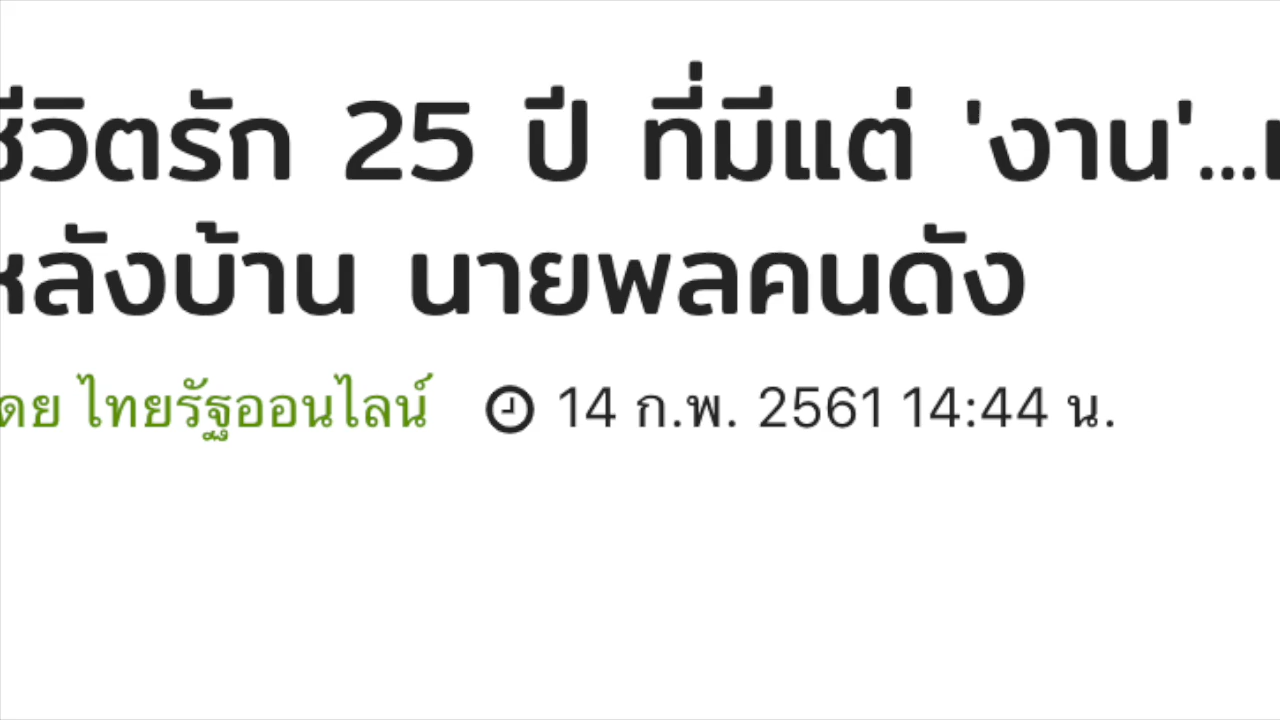 ชีวิตรัก 25 ปี ที่มีแต่ 'งาน'...
หลังบ้าน นายพลคนดัง
โดย ไทยรัฐออนไลน์ 14 ก.พ. 2561 14:44 น.